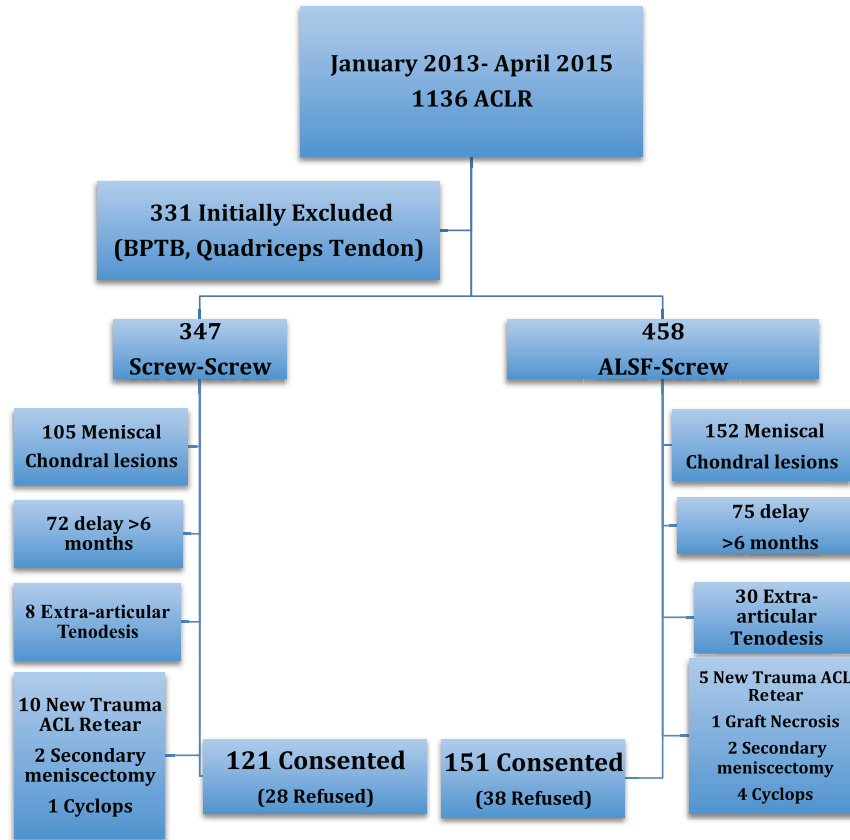 January 2013- April 2015
1136 ACLR
331 Initially Excluded
(BPTB, Quadriceps Tendon)
347
Screw-Screw
458
ALSF-Screw
105 Meniscal
Chondral lesions
152 Meniscal
Chondral lesions
72 delay >6
months
75 delay
>6 months
8 Extra-articular
Tenodesis
30 Extra-
articular
Tenodesis
10 New Trauma
ACL Retear
2 Secondary
meniscectomy
1 Cyclops
121 Consented
(28 Refused)
151 Consented
(38 Refused)
5 New Trauma ACL
Retear
1 Graft Necrosis
2 Secondary
meniscectomy
4 Cyclops